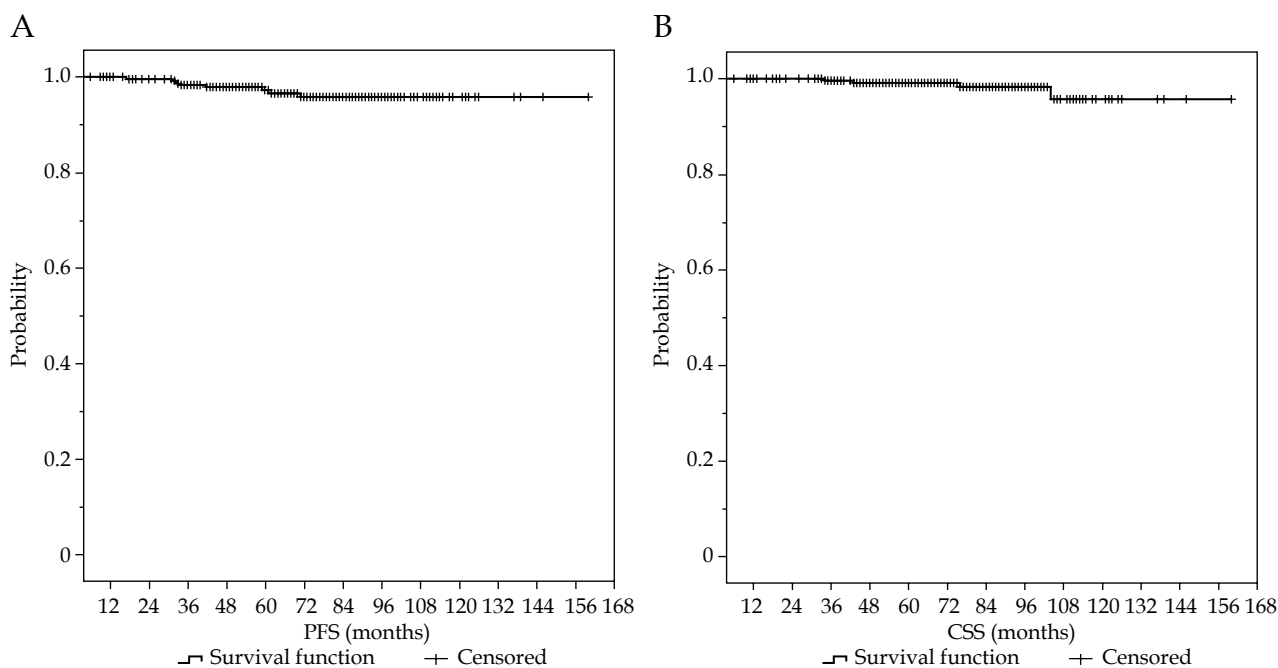 A
1.0
0.8
0.6
0.4
0.2
0
Probability
12 24 36 48 60 72 84 96 108 120 132 144 156 168
PFS (months)
Survival function Censored
B
1.0
0.8
0.6
0.4
0.2
0
Probability
12 24 36 48 60 72 84 96 108 120 132 144 156 168
CSS (months)
Survival function Censored